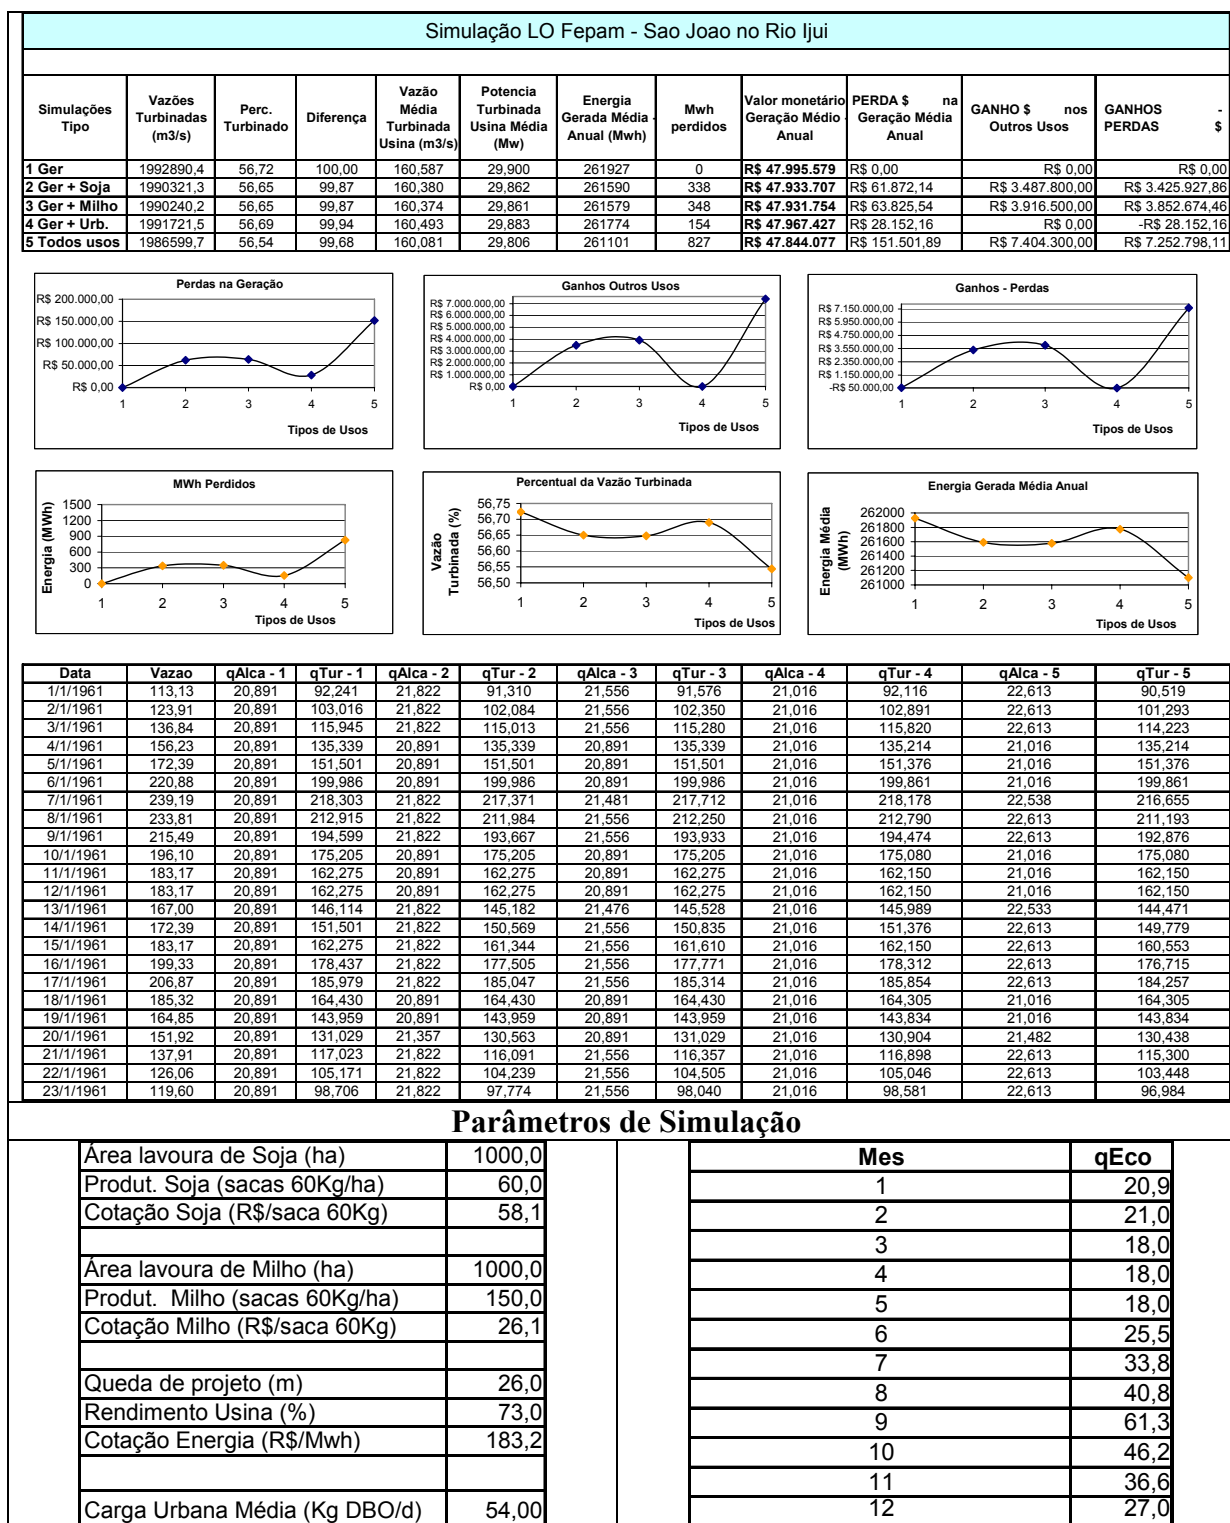 Simulação LO Fepam - Sao Joao no Rio Ijui
Simulações Tipo | Vazões Turbinadas (m3/s) | Perc. Turbinado | Diferença | Vazão Média Turbinada Usina (m3/s) | Potencia Turbinada Usina Média (Mw) | Energia Gerada Média - Anual (Mwh) | Mwh perdidos | Valor monetário Geração Médio - Anual | PERDA $ na Geração Média Anual | GANHO $ nos Outros Usos | GANHOS - PERDAS $
1 Ger | 1992890,4 | 56,72 | 100,00 | 160,587 | 29,900 | 261927 | 0 | R$ 47.995.579 | R$ 0,00 | R$ 0,00 | R$ 0,00
2 Ger + Soja | 1990321,3 | 56,65 | 99,87 | 160,380 | 29,862 | 261590 | 338 | R$ 47.933.707 | R$ 61.872,14 | R$ 3.487.800,00 | R$ 3.425.927,86
3 Ger + Milho | 1990240,2 | 56,65 | 99,87 | 160,374 | 29,861 | 261579 | 348 | R$ 47.931.754 | R$ 63.825,54 | R$ 3.916.500,00 | R$ 3.852.674,46
4 Ger + Urb. | 1991721,5 | 56,69 | 99,94 | 160,493 | 29,883 | 261774 | 154 | R$ 47.967.427 | R$ 28.152,16 | R$ 0,00 | -R$ 28.152,16
5 Todos usos | 1986599,7 | 56,54 | 99,68 | 160,081 | 29,806 | 261101 | 827 | R$ 47.844.077 | R$ 151.501,89 | R$ 7.404.300,00 | R$ 7.252.798,11
Perdas na Geração
R$ 200.000,00
R$ 150.000,00
R$ 100.000,00
R$ 50.000,00
R$ 0,00
1 2 3 4 5
Tipos de Usos
Ganhos Outros Usos
R$ 7.000.000,00
R$ 6.000.000,00
R$ 5.000.000,00
R$ 4.000.000,00
R$ 3.000.000,00
R$ 2.000.000,00
R$ 1.000.000,00
R$ 0,00
1 2 3 4 5
Tipos de Usos
Ganhos - Perdas
R$ 7.150.000,00
R$ 5.950.000,00
R$ 4.750.000,00
R$ 3.550.000,00
R$ 2.350.000,00
R$ 1.150.000,00
-R$ 50.000,00
1 2 3 4 5
Tipos de Usos
MWh Perdidos
Energia (MWh)
1500
1200
900
600
300
0
1 2 3 4 5
Tipos de Usos
Percentual da Vazão Turbinada
Vazão Turbinada (%)
56,75
56,70
56,65
56,60
56,55
56,50
1 2 3 4 5
Tipos de Usos
Energia Gerada Média Anual
Energia Média (MWh)
262000
261800
261600
261400
261200
261000
1 2 3 4 5
Tipos de Usos
Data | Vazao | qAlca - 1 | qTur - 1 | qAlca - 2 | qTur - 2 | qAlca - 3 | qTur - 3 | qAlca - 4 | qTur - 4 | qAlca - 5 | qTur - 5
1/1/1961 | 113,13 | 20,891 | 92,241 | 21,822 | 91,310 | 21,556 | 91,576 | 21,016 | 92,116 | 22,613 | 90,519
2/1/1961 | 123,91 | 20,891 | 103,016 | 21,822 | 102,084 | 21,556 | 102,350 | 21,016 | 102,891 | 22,613 | 101,293
3/1/1961 | 136,84 | 20,891 | 115,945 | 21,822 | 115,013 | 21,556 | 115,280 | 21,016 | 115,820 | 22,613 | 114,223
4/1/1961 | 156,23 | 20,891 | 135,339 | 20,891 | 135,339 | 20,891 | 135,339 | 21,016 | 135,214 | 21,016 | 135,214
5/1/1961 | 172,39 | 20,891 | 151,501 | 20,891 | 151,501 | 20,891 | 151,501 | 21,016 | 151,376 | 21,016 | 151,376
6/1/1961 | 220,88 | 20,891 | 199,986 | 20,891 | 199,986 | 20,891 | 199,986 | 21,016 | 199,861 | 21,016 | 199,861
7/1/1961 | 239,19 | 20,891 | 218,303 | 21,822 | 217,371 | 21,481 | 217,712 | 21,016 | 218,178 | 22,538 | 216,655
8/1/1961 | 233,81 | 20,891 | 212,915 | 21,822 | 211,984 | 21,556 | 212,250 | 21,016 | 212,790 | 22,613 | 211,193
9/1/1961 | 215,49 | 20,891 | 194,599 | 21,822 | 193,667 | 21,556 | 193,933 | 21,016 | 194,474 | 22,613 | 192,876
10/1/1961 | 196,10 | 20,891 | 175,205 | 20,891 | 175,205 | 20,891 | 175,205 | 21,016 | 175,080 | 21,016 | 175,080
11/1/1961 | 183,17 | 20,891 | 162,275 | 20,891 | 162,275 | 20,891 | 162,275 | 21,016 | 162,150 | 21,016 | 162,150
12/1/1961 | 183,17 | 20,891 | 162,275 | 20,891 | 162,275 | 20,891 | 162,275 | 21,016 | 162,150 | 21,016 | 162,150
13/1/1961 | 167,00 | 20,891 | 146,114 | 21,822 | 145,182 | 21,476 | 145,528 | 21,016 | 145,989 | 22,533 | 144,471
14/1/1961 | 172,39 | 20,891 | 151,501 | 21,822 | 150,569 | 21,556 | 150,835 | 21,016 | 151,376 | 22,613 | 149,779
15/1/1961 | 183,17 | 20,891 | 162,275 | 21,822 | 161,344 | 21,556 | 161,610 | 21,016 | 162,150 | 22,613 | 160,553
16/1/1961 | 199,33 | 20,891 | 178,437 | 21,822 | 177,505 | 21,556 | 177,771 | 21,016 | 178,312 | 22,613 | 176,715
17/1/1961 | 206,87 | 20,891 | 185,979 | 21,822 | 185,047 | 21,556 | 185,314 | 21,016 | 185,854 | 22,613 | 184,257
18/1/1961 | 185,32 | 20,891 | 164,430 | 20,891 | 164,430 | 20,891 | 164,430 | 21,016 | 164,305 | 21,016 | 164,305
19/1/1961 | 164,85 | 20,891 | 143,959 | 20,891 | 143,959 | 20,891 | 143,959 | 21,016 | 143,834 | 21,016 | 143,834
20/1/1961 | 151,92 | 20,891 | 131,029 | 21,357 | 130,563 | 20,891 | 131,029 | 21,016 | 130,904 | 21,482 | 130,438
21/1/1961 | 137,91 | 20,891 | 117,023 | 21,822 | 116,091 | 21,556 | 116,357 | 21,016 | 116,898 | 22,613 | 115,300
22/1/1961 | 126,06 | 20,891 | 105,171 | 21,822 | 104,239 | 21,556 | 104,505 | 21,016 | 105,046 | 22,613 | 103,448
23/1/1961 | 119,60 | 20,891 | 98,706 | 21,822 | 97,774 | 21,556 | 98,040 | 21,016 | 98,581 | 22,613 | 96,984
Parâmetros de Simulação
Área lavoura de Soja (ha) | 1000,0
Produt. Soja (sacas 60Kg/ha) | 60,0
Cotação Soja (R$/saca 60Kg) | 58,1
Área lavoura de Milho (ha) | 1000,0
Produt. Milho (sacas 60Kg/ha) | 150,0
Cotação Milho (R$/saca 60Kg) | 26,1
Queda de projeto (m) | 26,0
Rendimento Usina (%) | 73,0
Cotação Energia (R$/Mwh) | 183,2
Carga Urbana Média (Kg DBO/d) | 54,00
Mes | qEco
1 | 20,9
2 | 21,0
3 | 18,0
4 | 18,0
5 | 18,0
6 | 25,5
7 | 33,8
8 | 40,8
9 | 61,3
10 | 46,2
11 | 36,6
12 | 27,0